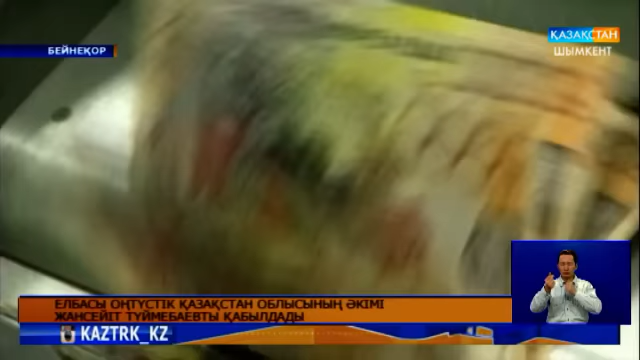 БЕЙНЕҚОР
ҚАЗАҚСТАН
ШЫМКЕНТ
ЕЛБАСЫ ОҢТҮСТІК ҚАЗАҚСТАН ОБЛЫСЫНЫҢ ӘКІМІ
ЖАНСЕЙІТ ТҮЙМЕБАЕВТЫ ҚАБЫЛДАДЫ
KAZTRK_KZ